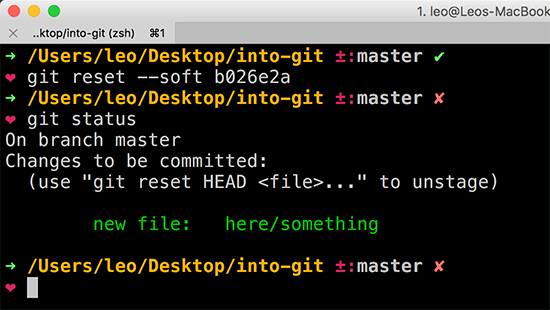 1. leo@Leos-MacBook
× ..ktop/into-git (zsh) ⌘1
➜ /Users/leo/Desktop/into-git ±:master ✔
❤ git reset --soft b026e2a
➜ /Users/leo/Desktop/into-git ±:master ✘
❤ git status
On branch master
Changes to be committed:
(use "git reset HEAD <file>..." to unstage)
new file: here/something
➜ /Users/leo/Desktop/into-git ±:master ✘
❤